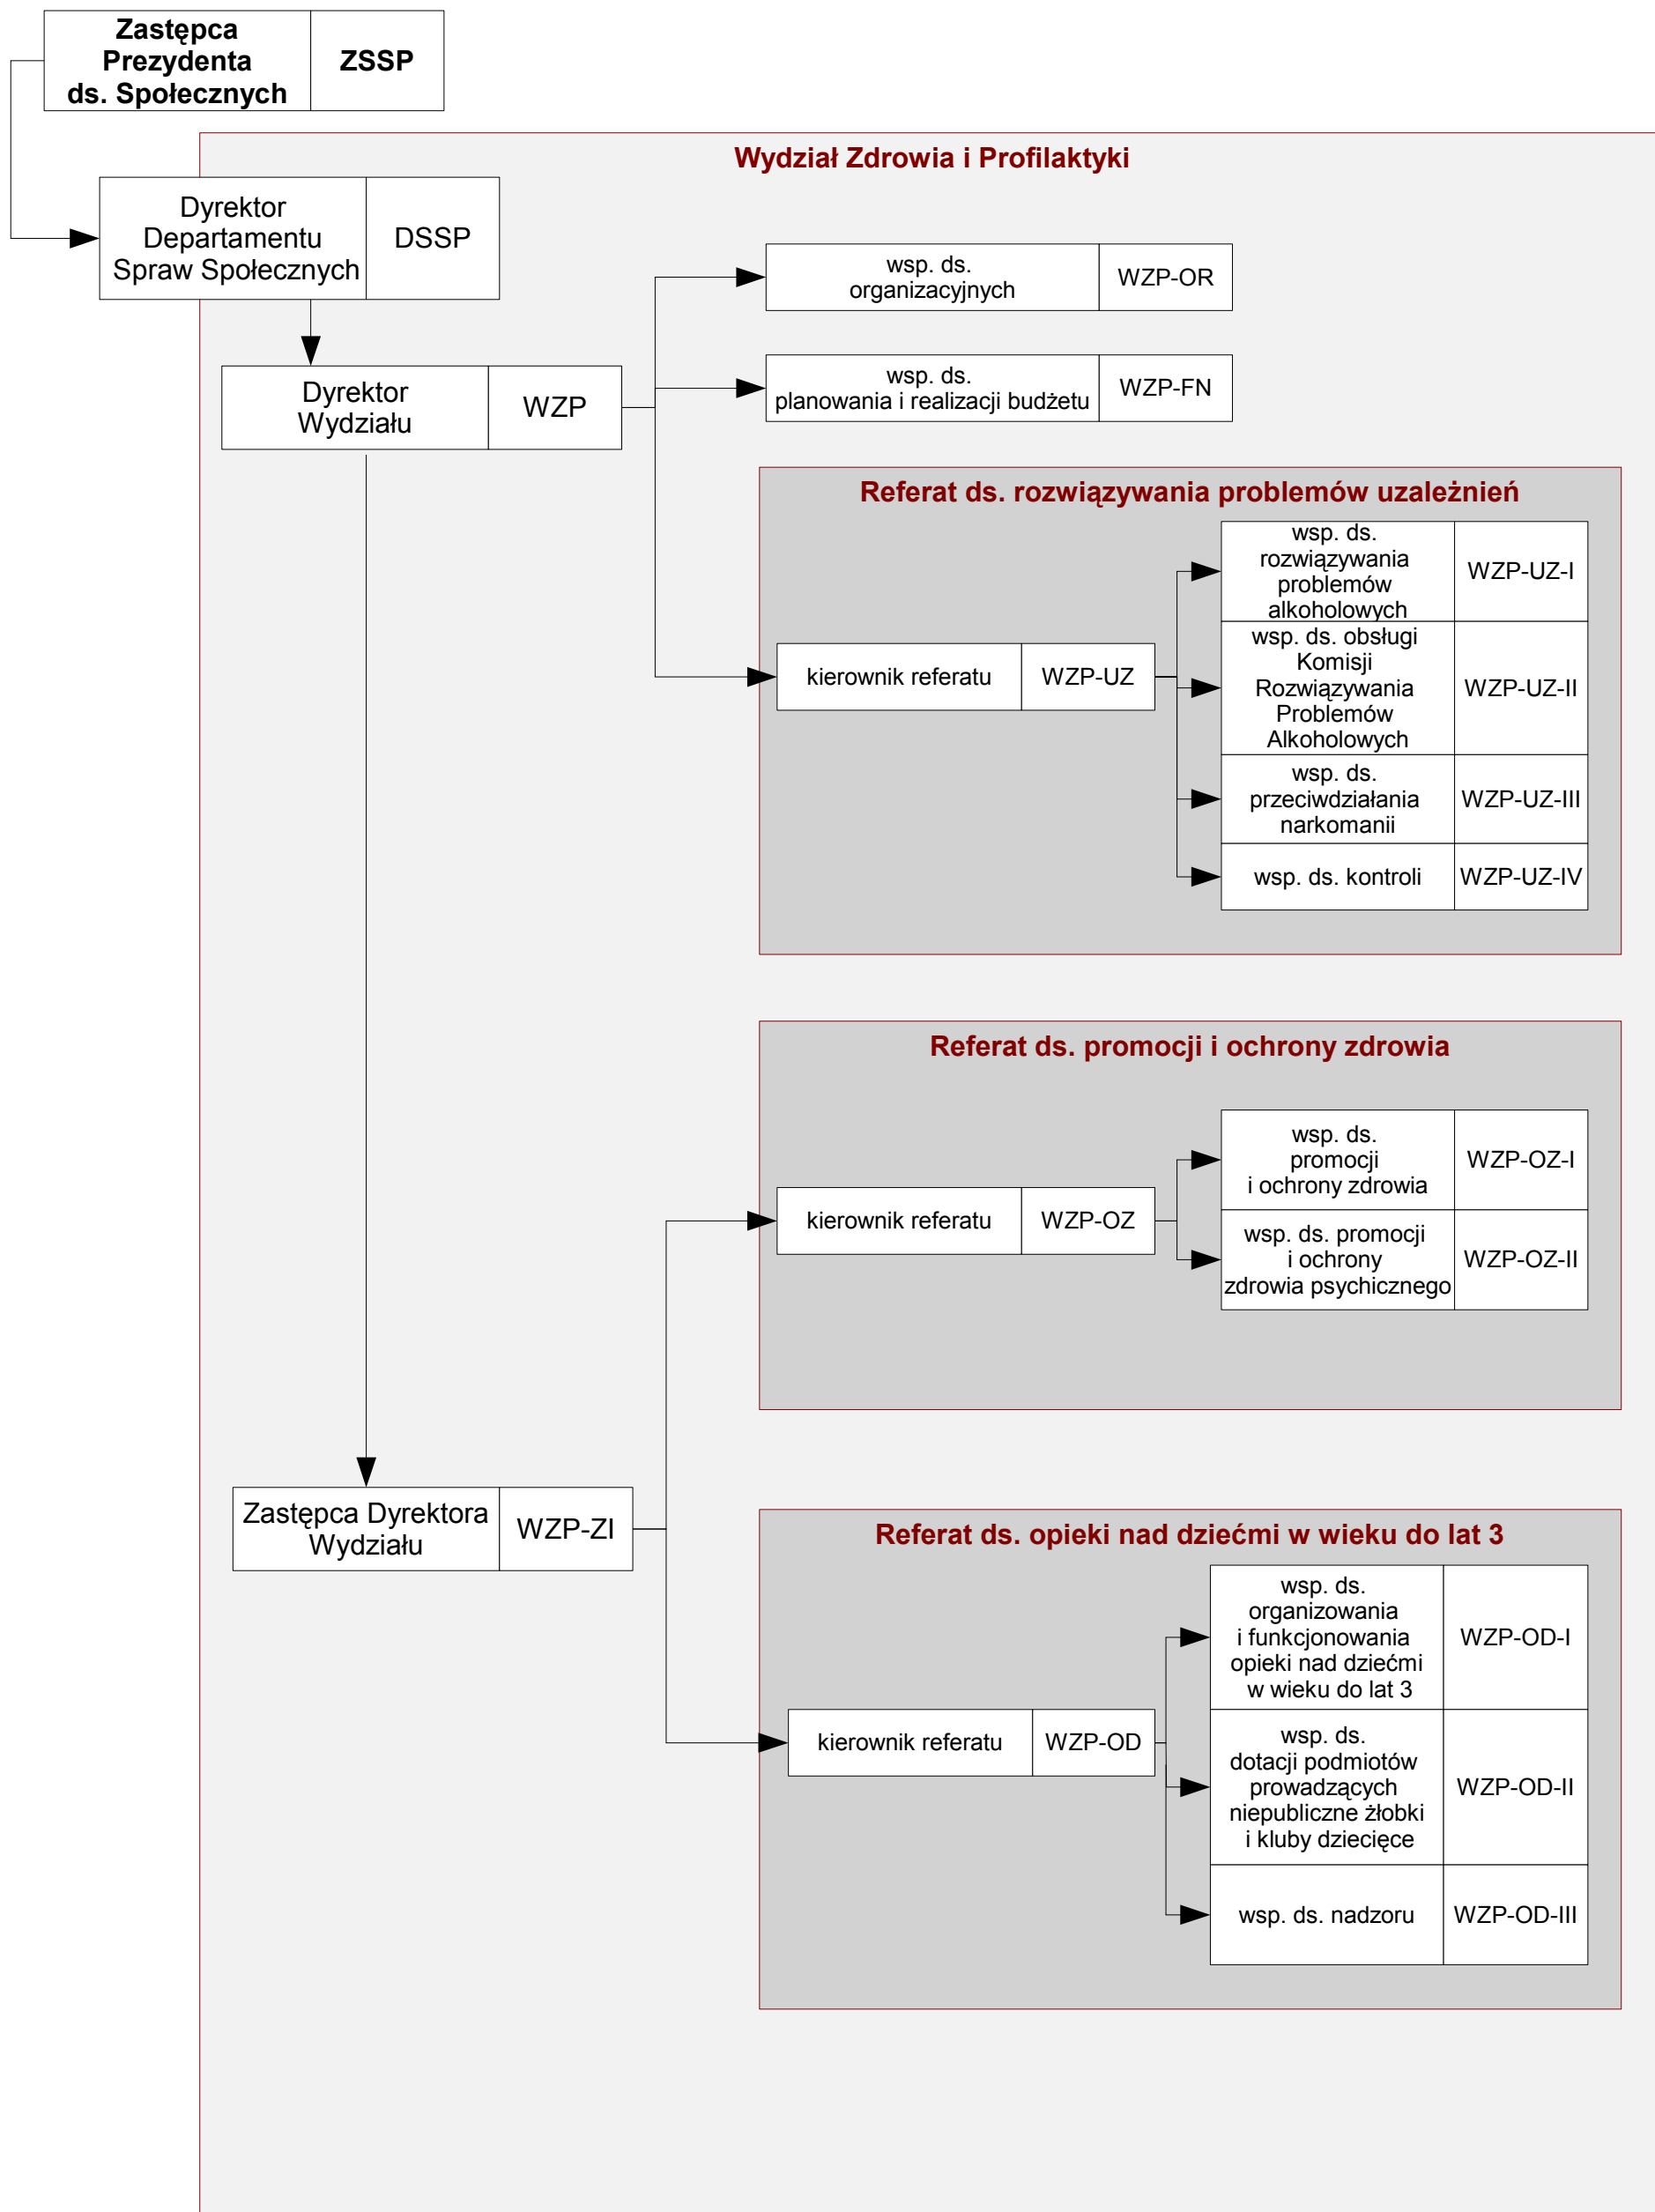 Zastępca
Prezydenta
ds. Społecznych
ZSSP
Wydział Zdrowia i Profilaktyki
Dyrektor
Departamentu
Spraw Społecznych
DSSP
wsp. ds.
organizacyjnych
WZP-OR
wsp. ds.
planowania i realizacji budżetu
WZP-FN
Dyrektor
Wydziału
WZP
Referat ds. rozwiązywania problemów uzależnień
wsp. ds.
rozwiązywania
problemów
alkoholowych
WZP-UZ-I
wsp. ds. obsługi
Komisji
Rozwiązywania
Problemów
Alkoholowych
WZP-UZ-II
kierownik referatu
WZP-UZ
wsp. ds.
przeciwdziałania
narkomanii
WZP-UZ-III
wsp. ds. kontroli
WZP-UZ-IV
Referat ds. promocji i ochrony zdrowia
wsp. ds.
promocji
i ochrony zdrowia
WZP-OZ-I
kierownik referatu
WZP-OZ
wsp. ds. promocji
i ochrony
zdrowia psychicznego
WZP-OZ-II
Zastępca Dyrektora
Wydziału
WZP-ZI
Referat ds. opieki nad dziećmi w wieku do lat 3
wsp. ds.
organizowania
i funkcjonowania
opieki nad dziećmi
w wieku do lat 3
WZP-OD-I
kierownik referatu
WZP-OD
wsp. ds.
dotacji podmiotów
prowadzących
niepubliczne żłobki
i kluby dziecięce
WZP-OD-II
wsp. ds. nadzoru
WZP-OD-III